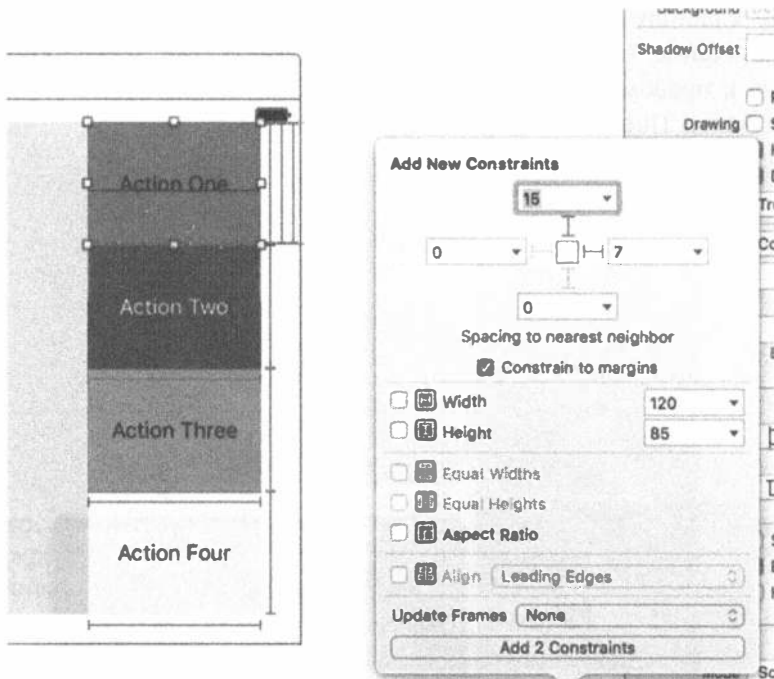 Background
Shadow Offset
Drawing
Action One
Action Two
Action Three
Action Four
Add New Constraints
15
0
7
0
Spacing to nearest neighbor
Constrain to margins
Width 120
Height 85
Equal Widths
Equal Heights
Aspect Ratio
Align Leading Edges
Update Frames None
Add 2 Constraints